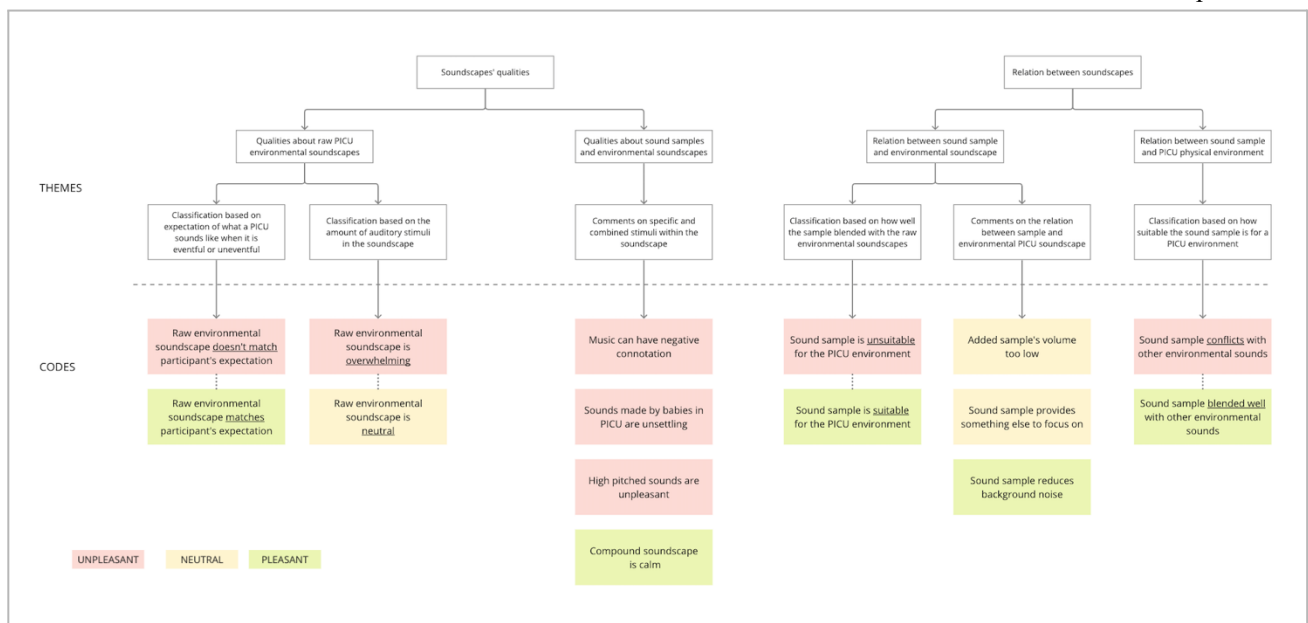 Soundscapes' qualities
Relation between soundscapes
Qualities about raw PICU
environmental soundscapes
Qualities about sound samples
and environmental soundscapes
Relation between sound sample
and environmental soundscape
Relation between sound sample
and PICU physical environment
THEMES
Classification based on
expectation of what a PICU
sounds like when it is
eventful or uneventful
Classification based on the
amount of auditory stimuli
in the soundscape
Comments on specific and
combined stimuli within the
soundscape
Classification based on how well
the sample blended with the raw
environmental soundscapes
Comments on the relation
between sample and
environmental PICU soundscape
Classification based on how
suitable the sound sample is for a
PICU environment
CODES
Raw environmental
soundscape doesn't match
participant's expectation
Raw environmental
soundscape is
overwhelming
Music can have negative
connotation
Sound sample is unsuitable
for the PICU environment
Added sample's volume
too low
Sound sample conflicts with
other environmental sounds
Raw environmental
soundscape matches
participant's expectation
Raw environmental
soundscape is
neutral
Sounds made by babies in
PICU are unsettling
Sound sample is suitable
for the PICU environment
Sound sample provides
something else to focus on
Sound sample blended well
with other environmental
sounds
High pitched sounds are
unpleasant
Sound sample reduces
background noise
Compound soundscape
is calm
UNPLEASANT
NEUTRAL
PLEASANT